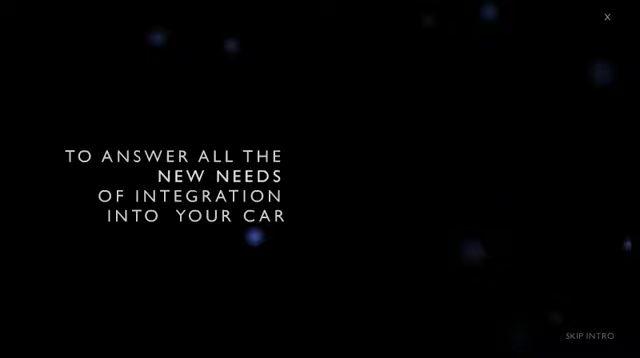 X
TO ANSWER ALL THE
NEW NEEDS
OF INTEGRATION
INTO YOUR CAR
SKIP INTRO